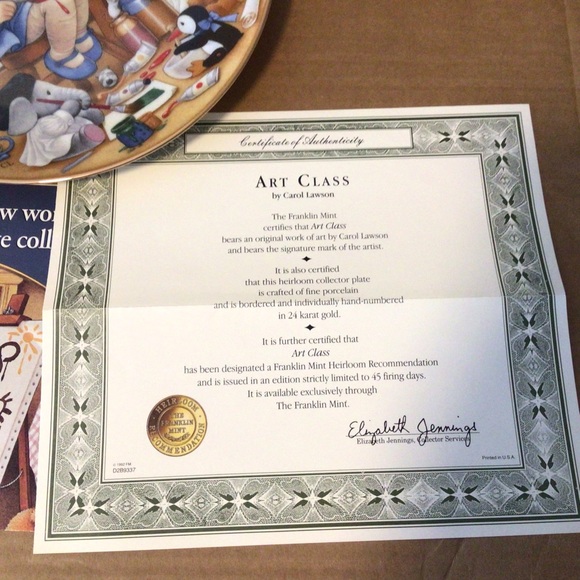 w wo
e coll
Certificate of Authenticity
ART CLASS
by Carol Lawson
The Franklin Mint
certifies that Art Class
bears an original work of art by Carol Lawson
and bears the signature mark of the artist.
It is also certified
that this heirloom collector plate
is crafted of fine porcelain
and is bordered and individually hand-numbered
in 24 karat gold.
It is further certified that
Art Class
has been designated a Franklin Mint Heirloom Recommendation
and is issued in an edition strictly limited to 45 firing days.
It is available exclusively through
The Franklin Mint.
HEIRLOOM
THE
FRANKLIN
MINT
RECOMMENDATION
Elizabeth Jennings
Elizabeth Jennings, Collector Services
© 1992 FM
D2B9337
Printed in U.S.A.